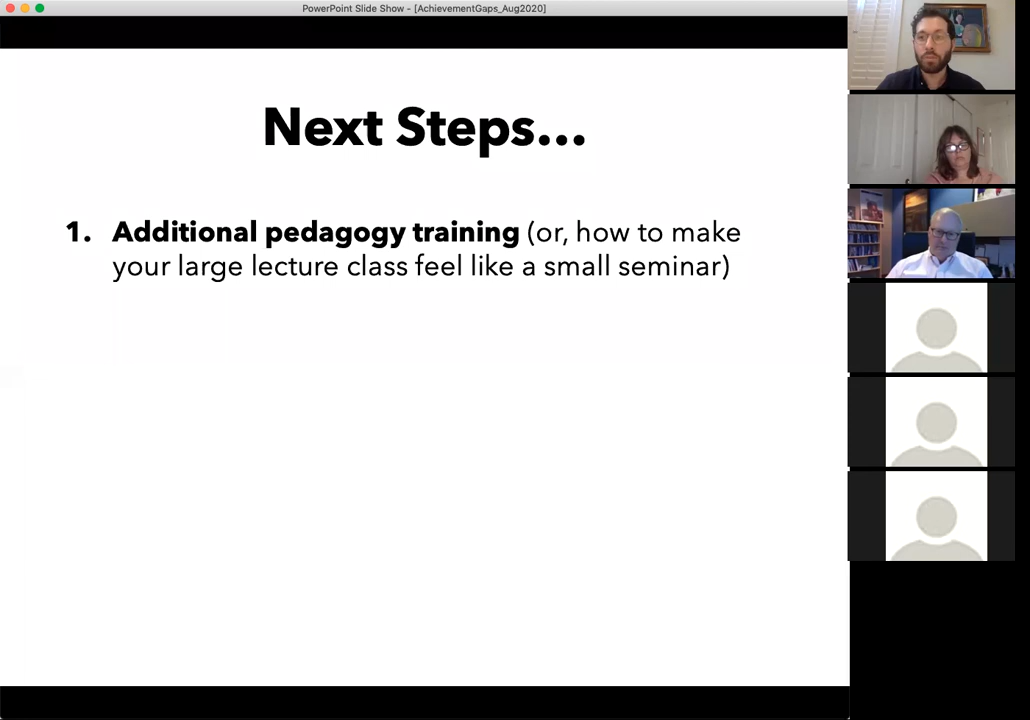 PowerPoint Slide Show - [AchievementGaps_Aug2020]
Next Steps...
1. Additional pedagogy training (or, how to make
your large lecture class feel like a small seminar)